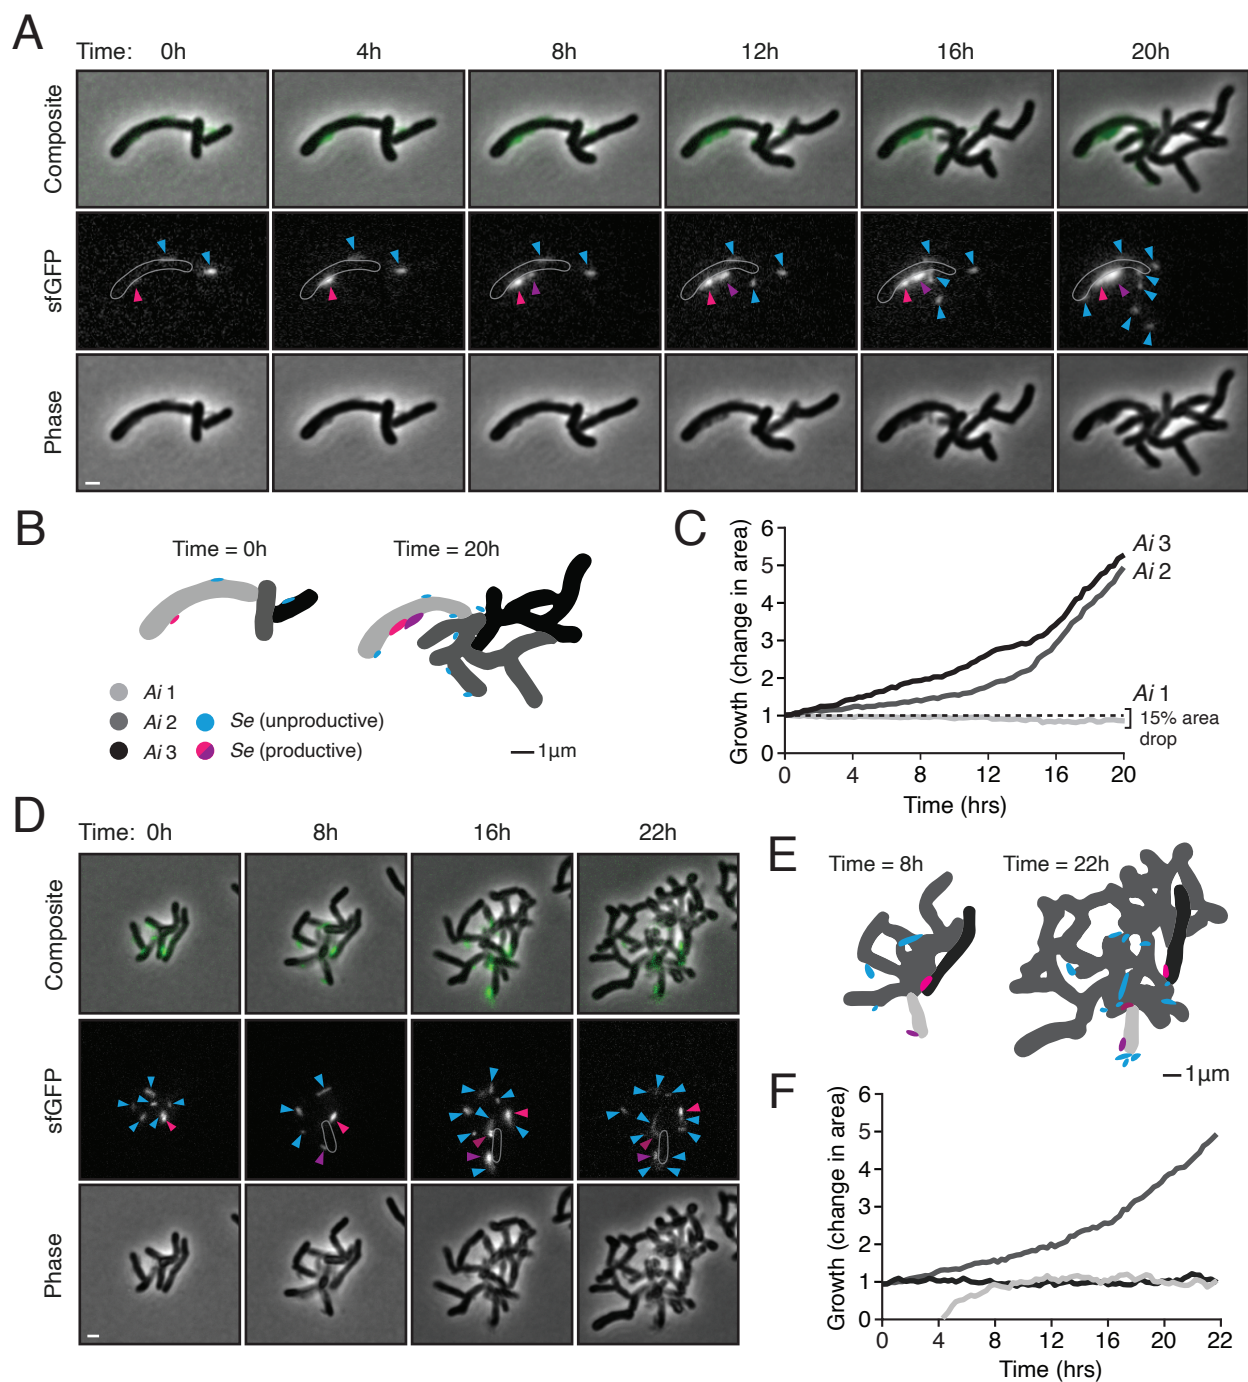 A
Time: 0h 4h 8h 12h 16h 20h
Composite
sfGFP
Phase
B
Time = 0h Time = 20h
Ai 1
Ai 2
Ai 3
Se (unproductive)
Se (productive)
1μm
C
Growth (change in area)
6
5
4
3
2
1
0
0 4 8 12 16 20
Time (hrs)
Ai 3
Ai 2
Ai 1
15% area
drop
D
Time: 0h 8h 16h 22h
Composite
sfGFP
Phase
E
Time = 8h Time = 22h
1μm
F
Growth (change in area)
6
5
4
3
2
1
0
0 4 8 12 16 20 22
Time (hrs)